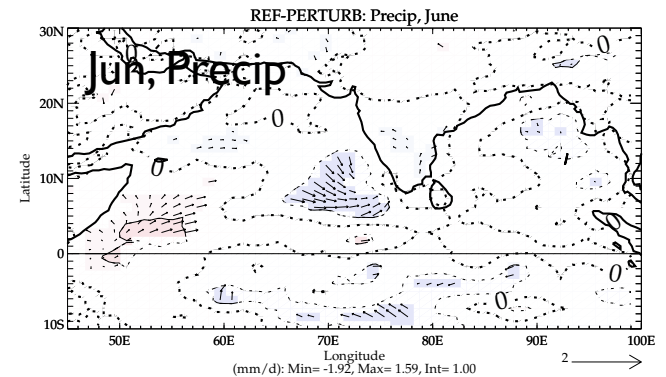 REF-PERTURB: Precip, June
30N
Jun, Precip
0
0
20N
0
0
10N
Latitude
0
0
0
0
10S
50E
60E
70E
80E
90E
100E
Longitude
(mm/d): Min= -1.92, Max= 1.59, Int= 1.00
2